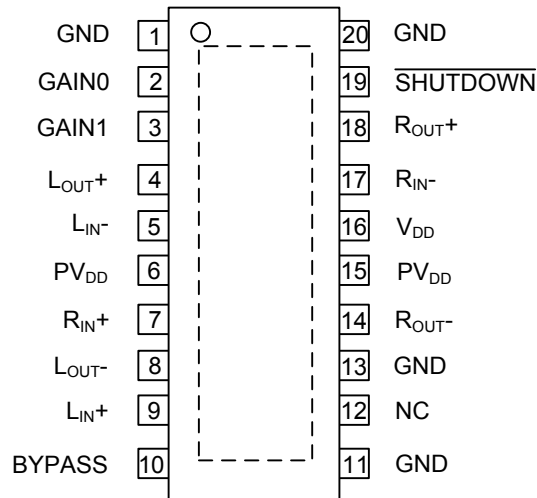 GND 1 20 GND
GAIN0 2 19 SHUTDOWN
GAIN1 3 18 ROUT+
LOUT+ 4 17 RIN-
LIN- 5 16 VDD
PVDD 6 15 PVDD
RIN+ 7 14 ROUT-
LOUT- 8 13 GND
LIN+ 9 12 NC
BYPASS 10 11 GND